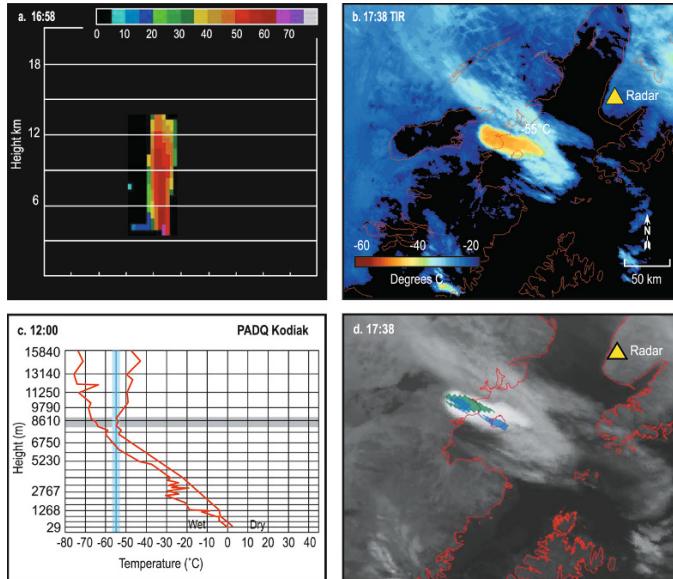 a. 16:58
0 10 20 30 40 50 60 70
18
12
6
Height km
b. 17:38 TIR
Radar
-55°C
-60 -40 -20
Degrees C
N
50 km
c. 12:00 PADQ Kodiak
15840
13140
11250
9790
8610
6750
5230
2767
1268
29
Height (m)
Wet Dry
-80 -70 -60 -50 -40 -30 -20 -10 0 10 20 30 40
Temperature (˚C)
d. 17:38
Radar